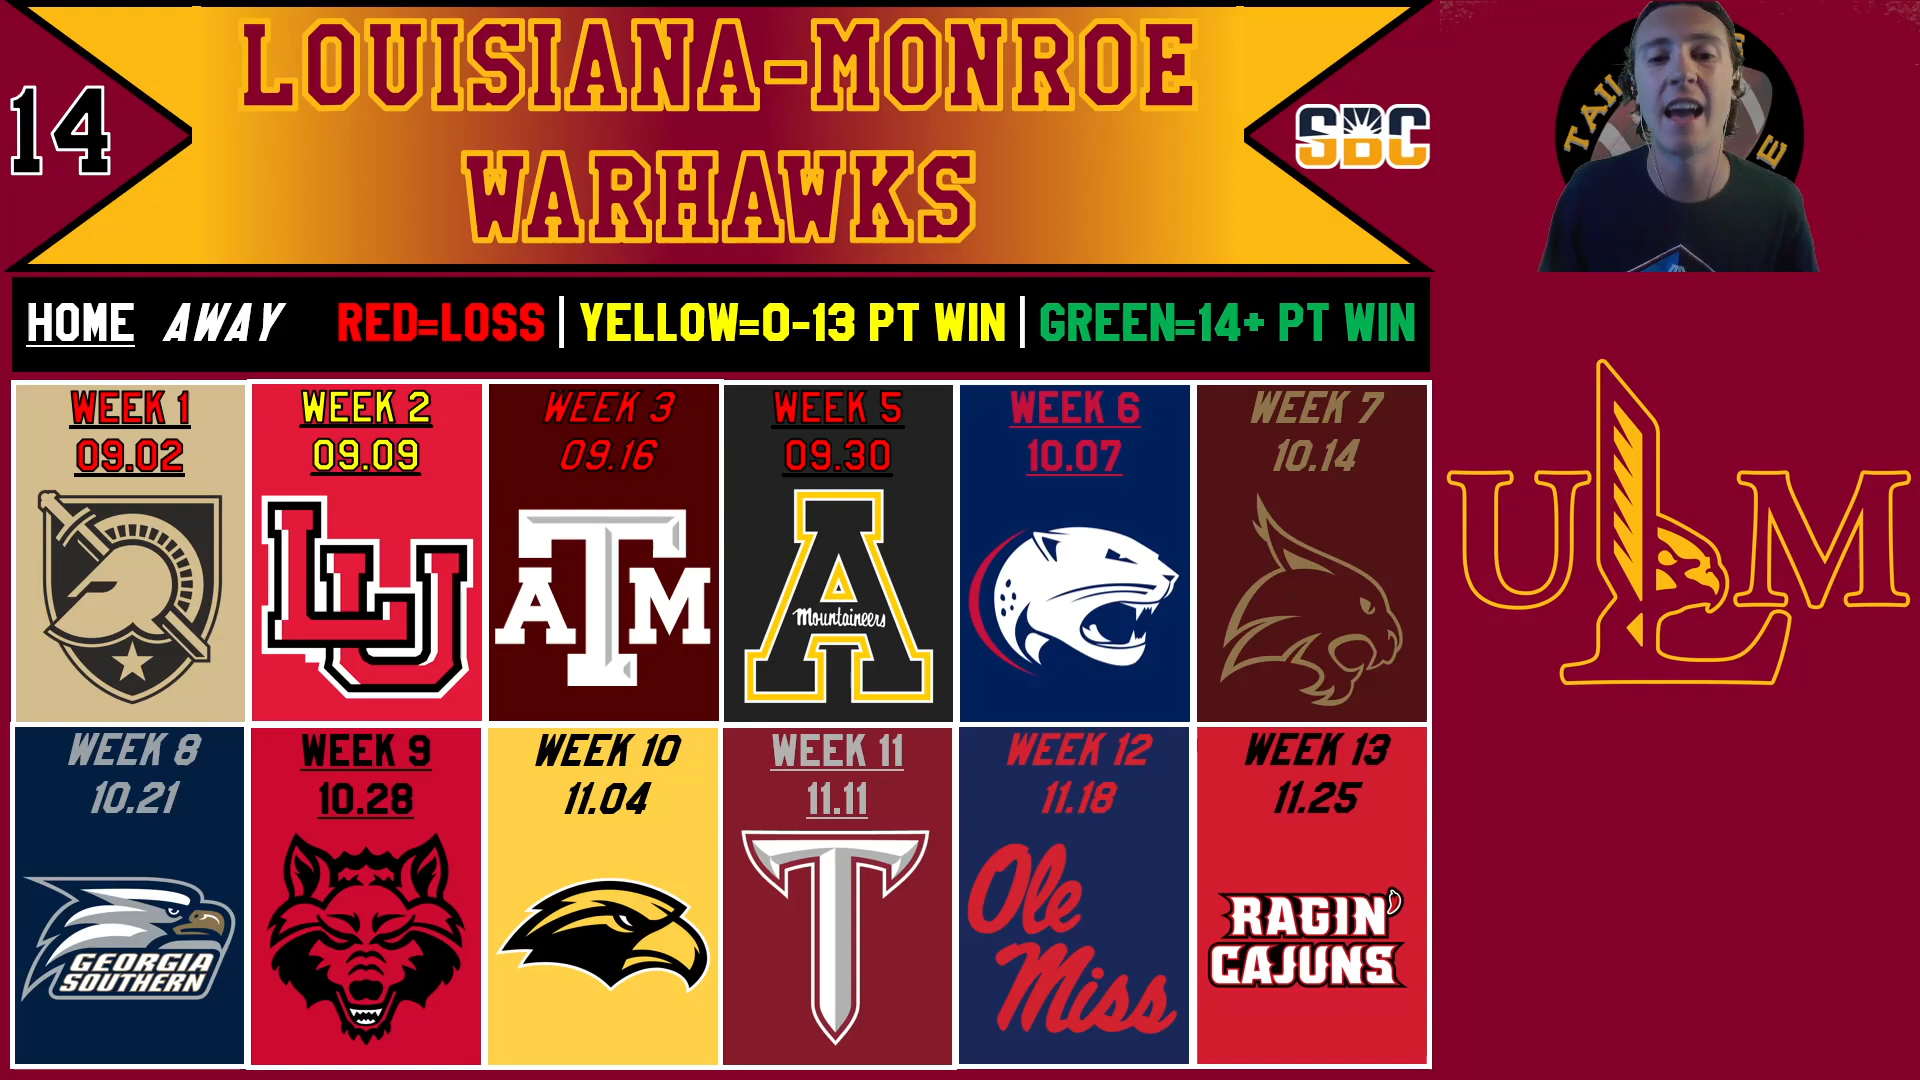 14
LOUISIANA-MONROE
WARHAWKS
SBC
HOME AWAY RED=LOSS | YELLOW=0-13 PT WIN | GREEN=14+ PT WIN
WEEK 1
09.02
WEEK 2
09.09
LU
WEEK 3
09.16
ATM
WEEK 5
09.30
A
Mountaineers
WEEK 6
10.07
WEEK 7
10.14
WEEK 8
10.21
GEORGIA
SOUTHERN
WEEK 9
10.28
WEEK 10
11.04
WEEK 11
11.11
T
WEEK 12
11.18
Ole
Miss
WEEK 13
11.25
RAGIN'
CAJUNS
ULM